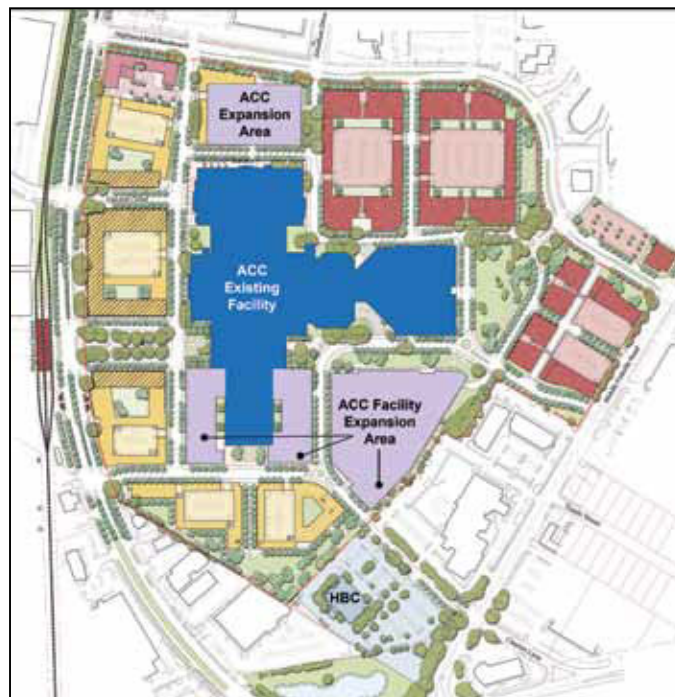 ACC
Expansion
Area
ACC
Existing
Facility
ACC Facility
Expansion
Area
HBC